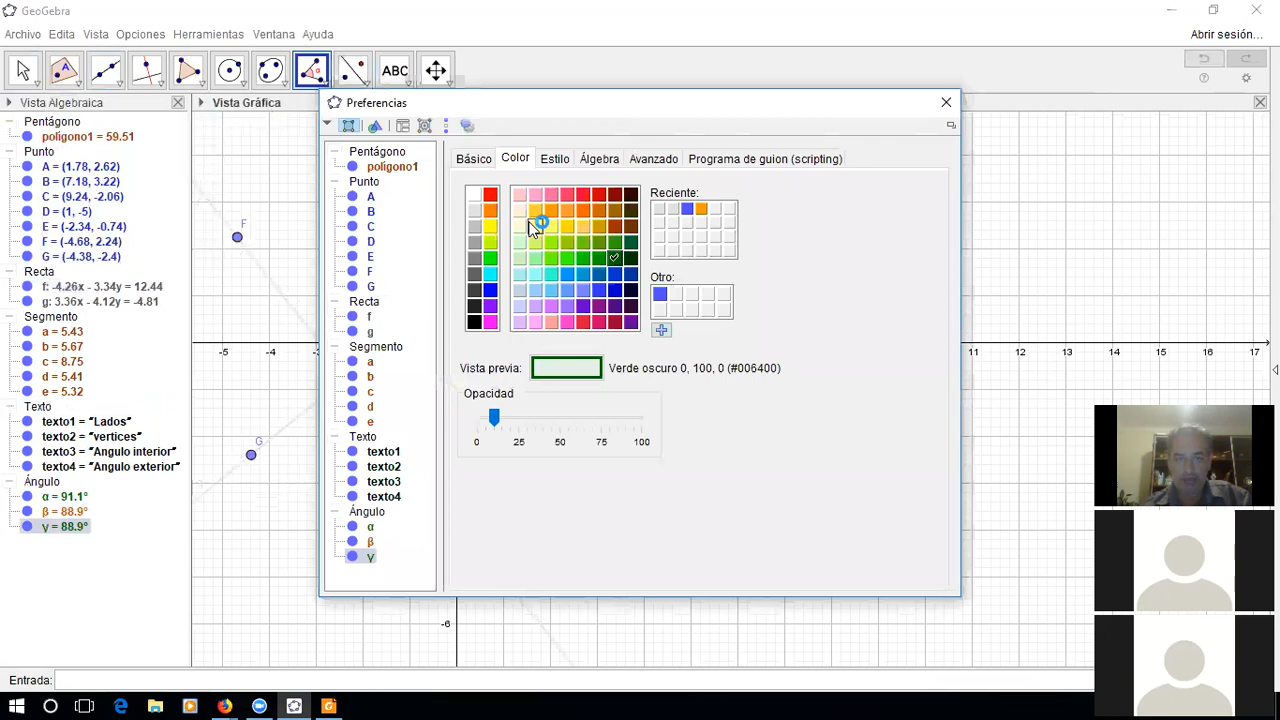 GeoGebra
Archivo Edita Vista Opciones Herramientas Ventana Ayuda
Abrir sesión...
A
α
ABC
Vista Algebraica
Vista Gráfica
Pentágono
polígono1 = 59.51
Punto
A = (1.78, 2.62)
B = (7.18, 3.22)
C = (9.24, -2.06)
D = (1, -5)
E = (-2.34, -0.74)
F = (-4.68, 2.24)
G = (-4.38, -2.4)
Recta
f: -4.26x - 3.34y = 12.44
g: 3.36x - 4.12y = -4.81
Segmento
a = 5.43
b = 5.67
c = 8.75
d = 5.41
e = 5.32
Texto
texto1 = "Lados"
texto2 = "vertices"
texto3 = "Angulo interior"
texto4 = "Angulo exterior"
Ángulo
α = 91.1°
β = 88.9°
γ = 88.9°
F
G
-5 -4
12 13 14 15 16 17
-6
Preferencias
Pentágono
polígono1
Punto
A
B
C
D
E
F
G
Recta
f
g
Segmento
a
b
c
d
e
Texto
texto1
texto2
texto3
texto4
Ángulo
α
β
γ
Básico Color Estilo Álgebra Avanzado Programa de guion (scripting)
Reciente:
Otro:
Vista previa: Verde oscuro 0, 100, 0 (#006400)
Opacidad
0 25 50 75 100
Entrada: